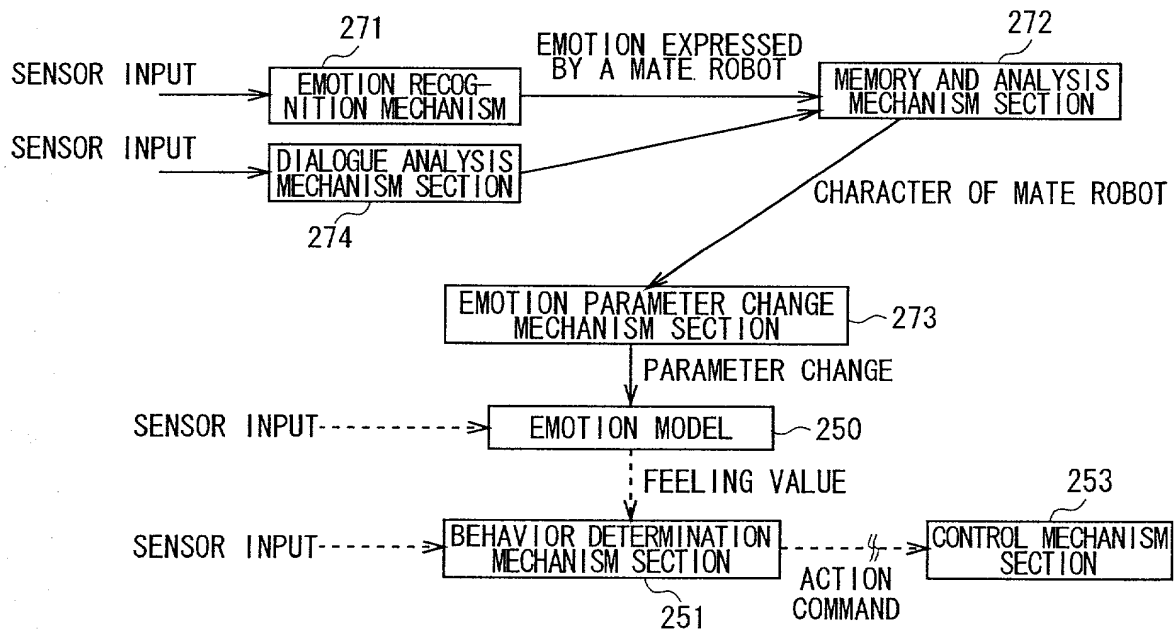 271
SENSOR INPUT
EMOTION RECOG-
NITION MECHANISM
EMOTION EXPRESSED
BY A MATE ROBOT
272
MEMORY AND ANALYSIS
MECHANISM SECTION
SENSOR INPUT
DIALOGUE ANALYSIS
MECHANISM SECTION
274
CHARACTER OF MATE ROBOT
EMOTION PARAMETER CHANGE
MECHANISM SECTION
273
PARAMETER CHANGE
SENSOR INPUT
EMOTION MODEL
250
FEELING VALUE
SENSOR INPUT
BEHAVIOR DETERMINATION
MECHANISM SECTION
251
ACTION
COMMAND
253
CONTROL MECHANISM
SECTION